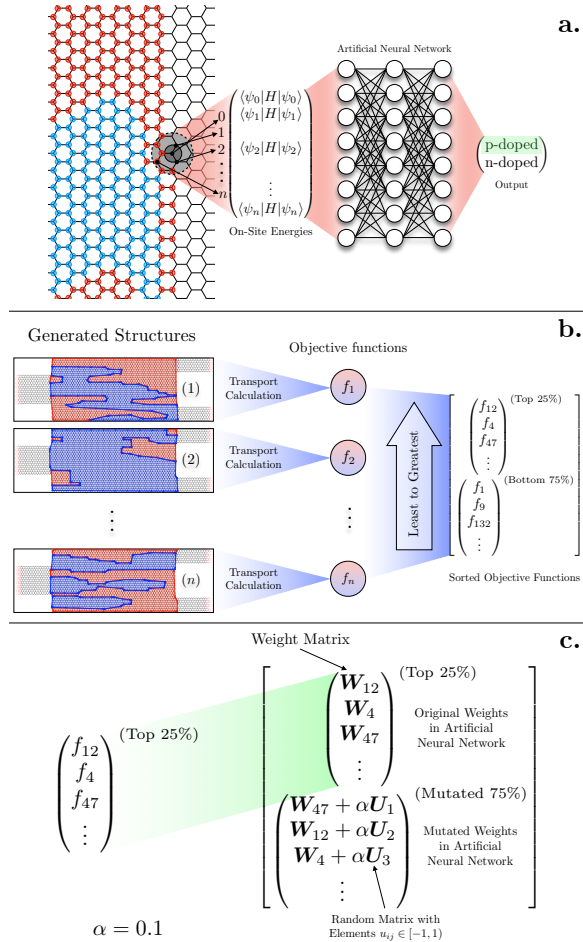 a.
Artificial Neural Network
0
1
2
n
⟨ψ₀|H|ψ₀⟩
⟨ψ₁|H|ψ₁⟩
⟨ψ₂|H|ψ₂⟩
⋮
⟨ψₙ|H|ψₙ⟩
On-Site Energies
p-doped
n-doped
Output
b.
Generated Structures
Objective functions
(1)
Transport
Calculation
f₁
(2)
Transport
Calculation
f₂
⋮
(n)
Transport
Calculation
fₙ
Least to Greatest
f₁₂
f₄
f₄₇
⋮
(Top 25%)
f₁
f₉
f₁₃₂
⋮
(Bottom 75%)
Sorted Objective Functions
c.
Weight Matrix
f₁₂
f₄
f₄₇
⋮
(Top 25%)
W₁₂
W₄
W₄₇
⋮
(Top 25%)
Original Weights
in Artificial
Neural Network
W₄₇ + αU₁
W₁₂ + αU₂
W₄ + αU₃
⋮
(Mutated 75%)
Mutated Weights
in Artificial
Neural Network
Random Matrix with
Elements uᵢⱼ ∈ [−1, 1)
α = 0.1